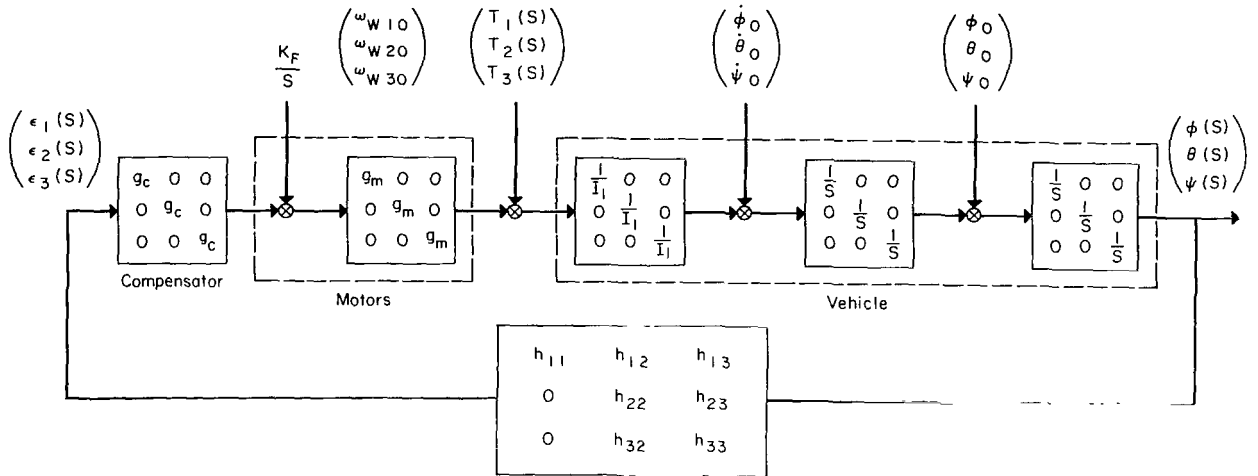 K_F
S
ω_W10
ω_W20
ω_W30
T_1(S)
T_2(S)
T_3(S)
φ̇_0
θ̇_0
ψ̇_0
φ_0
θ_0
ψ_0
ϵ_1(S)
ϵ_2(S)
ϵ_3(S)
g_c 0 0
0 g_c 0
0 0 g_c
Compensator
g_m 0 0
0 g_m 0
0 0 g_m
Motors
1/I_1 0 0
0 1/I_1 0
0 0 1/I_1
1/S 0 0
0 1/S 0
0 0 1/S
1/S 0 0
0 1/S 0
0 0 1/S
Vehicle
φ(S)
θ(S)
ψ(S)
h_11 h_12 h_13
0 h_22 h_23
0 h_32 h_33